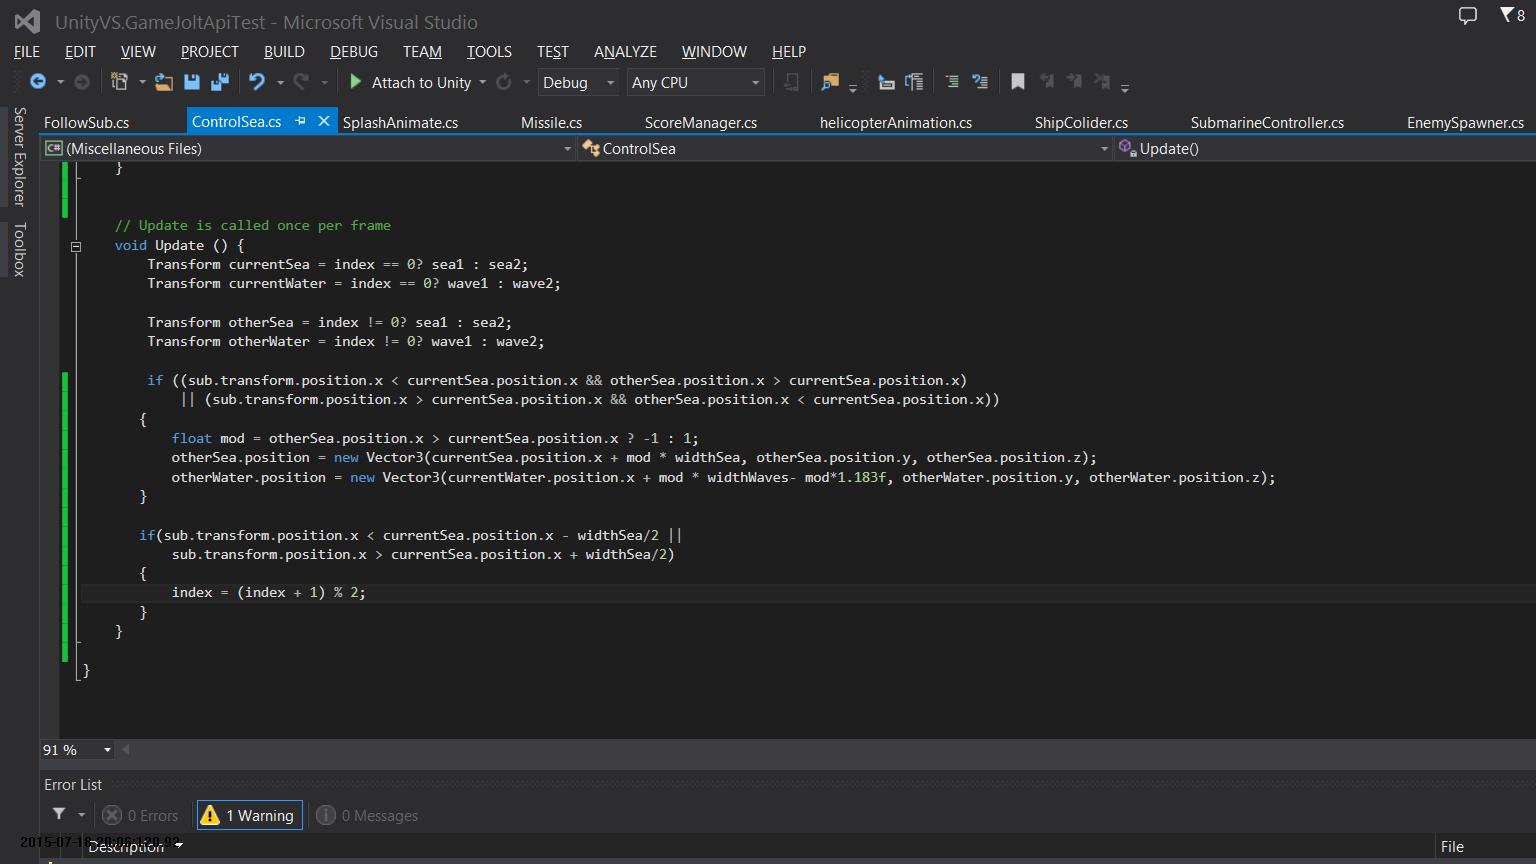 UnityVS.GameJoltApiTest - Microsoft Visual Studio
8
FILE EDIT VIEW PROJECT BUILD DEBUG TEAM TOOLS TEST ANALYZE WINDOW HELP
Attach to Unity Debug Any CPU
Server Explorer
Toolbox
FollowSub.cs ControlSea.cs SplashAnimate.cs Missile.cs ScoreManager.cs helicopterAnimation.cs ShipColider.cs SubmarineController.cs EnemySpawner.cs
C# (Miscellaneous Files) ControlSea Update()
}
// Update is called once per frame
void Update () {
Transform currentSea = index == 0? sea1 : sea2;
Transform currentWater = index == 0? wave1 : wave2;
Transform otherSea = index != 0? sea1 : sea2;
Transform otherWater = index != 0? wave1 : wave2;
if ((sub.transform.position.x < currentSea.position.x && otherSea.position.x > currentSea.position.x)
|| (sub.transform.position.x > currentSea.position.x && otherSea.position.x < currentSea.position.x))
{
float mod = otherSea.position.x > currentSea.position.x ? -1 : 1;
otherSea.position = new Vector3(currentSea.position.x + mod * widthSea, otherSea.position.y, otherSea.position.z);
otherWater.position = new Vector3(currentWater.position.x + mod * widthWaves- mod*1.183f, otherWater.position.y, otherWater.position.z);
}
if(sub.transform.position.x < currentSea.position.x - widthSea/2 ||
sub.transform.position.x > currentSea.position.x + widthSea/2)
{
index = (index + 1) % 2;
}
}
}
91 %
Error List
0 Errors 1 Warning 0 Messages
Description File